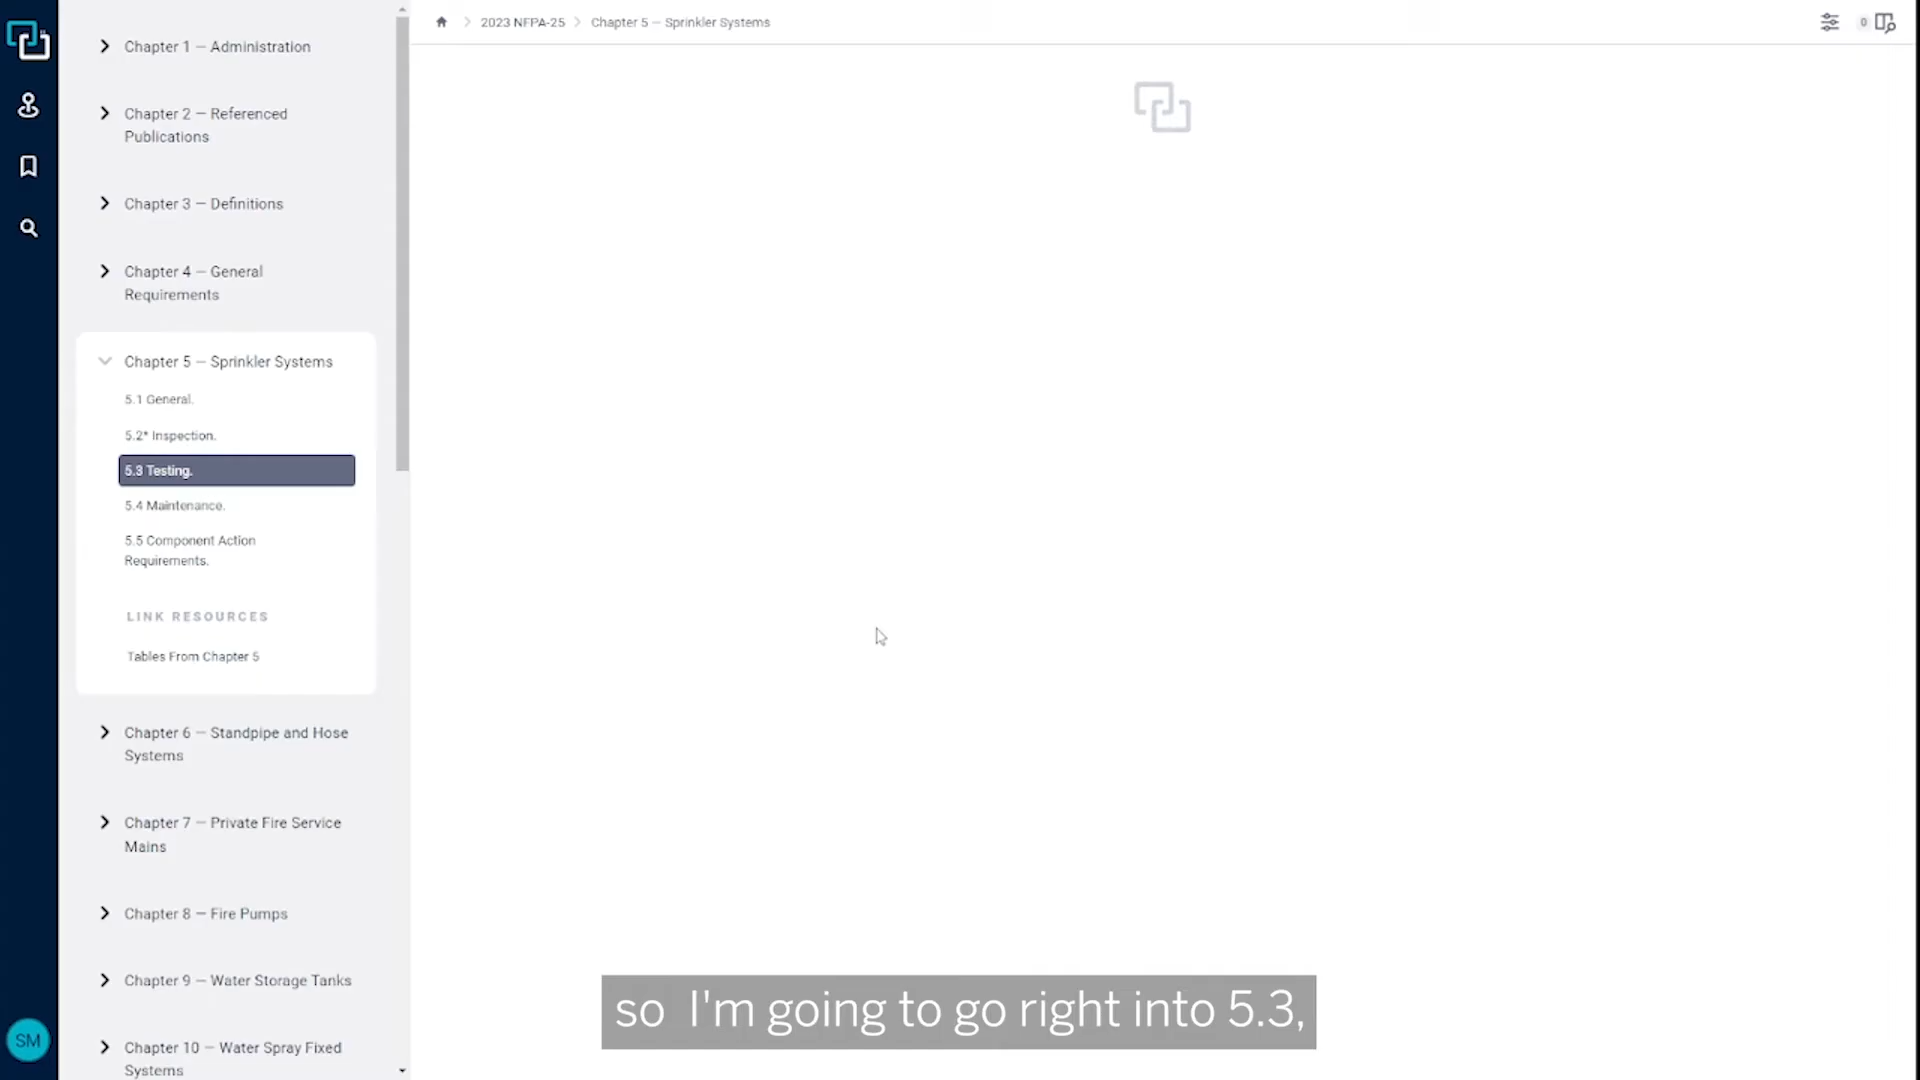 2023 NFPA-25
Chapter 5 — Sprinkler Systems
0
Chapter 1 — Administration
Chapter 2 — Referenced
Publications
Chapter 3 — Definitions
Chapter 4 — General
Requirements
Chapter 5 — Sprinkler Systems
5.1 General.
5.2* Inspection.
5.3 Testing.
5.4 Maintenance.
5.5 Component Action
Requirements.
LINK RESOURCES
Tables From Chapter 5
Chapter 6 — Standpipe and Hose
Systems
Chapter 7 — Private Fire Service
Mains
Chapter 8 — Fire Pumps
Chapter 9 — Water Storage Tanks
Chapter 10 — Water Spray Fixed
Systems
SM
so I'm going to go right into 5.3,